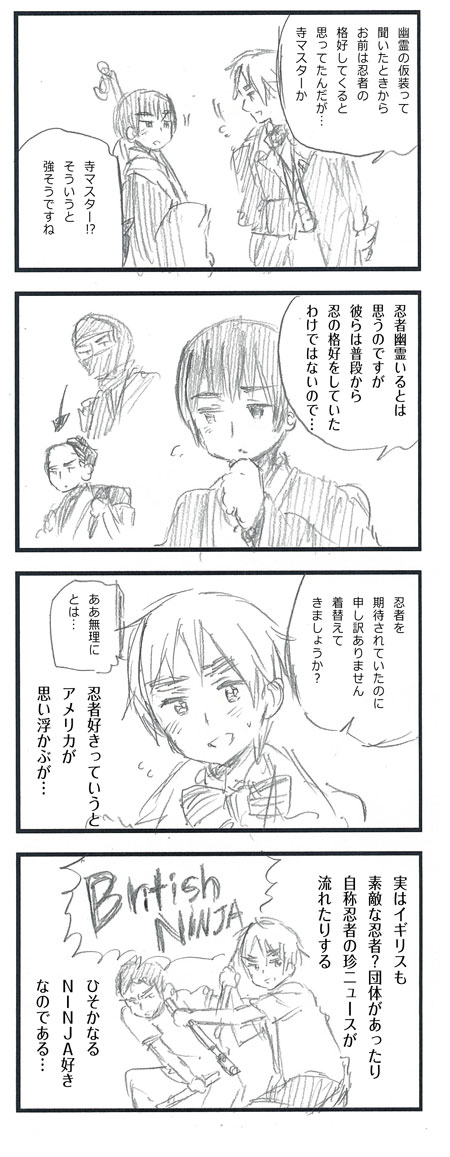 幽霊の仮装って
聞いたときから
お前は忍者の
格好してくると
思ってたんだが…
寺マスターか
寺マスター!?
そういうと
強そうですね
忍者幽霊いるとは
思うのですが
彼らは普段から
忍の格好をしていた
わけではないので…
忍者を
期待されていたのに
申し訳ありません
着替えて
きましょうか?
ああ無理に
とは…
忍者好きっていうと
アメリカが
思い浮かぶが…
実はイギリスも
素敵な忍者?団体があったり
自称忍者の珍ニュースが
流れたりする
British
NINJA
ひそかなる
NINJA好き
なのである…